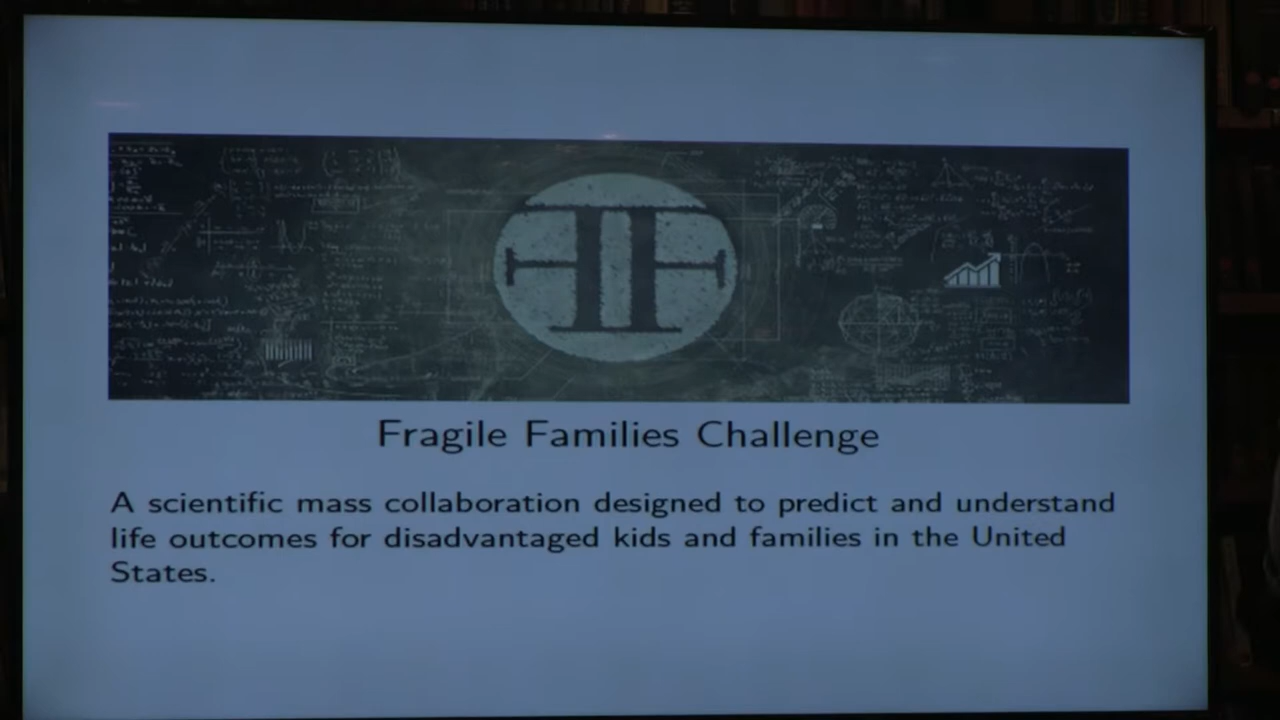 Fragile Families Challenge
A scientific mass collaboration designed to predict and understand
life outcomes for disadvantaged kids and families in the United
States.